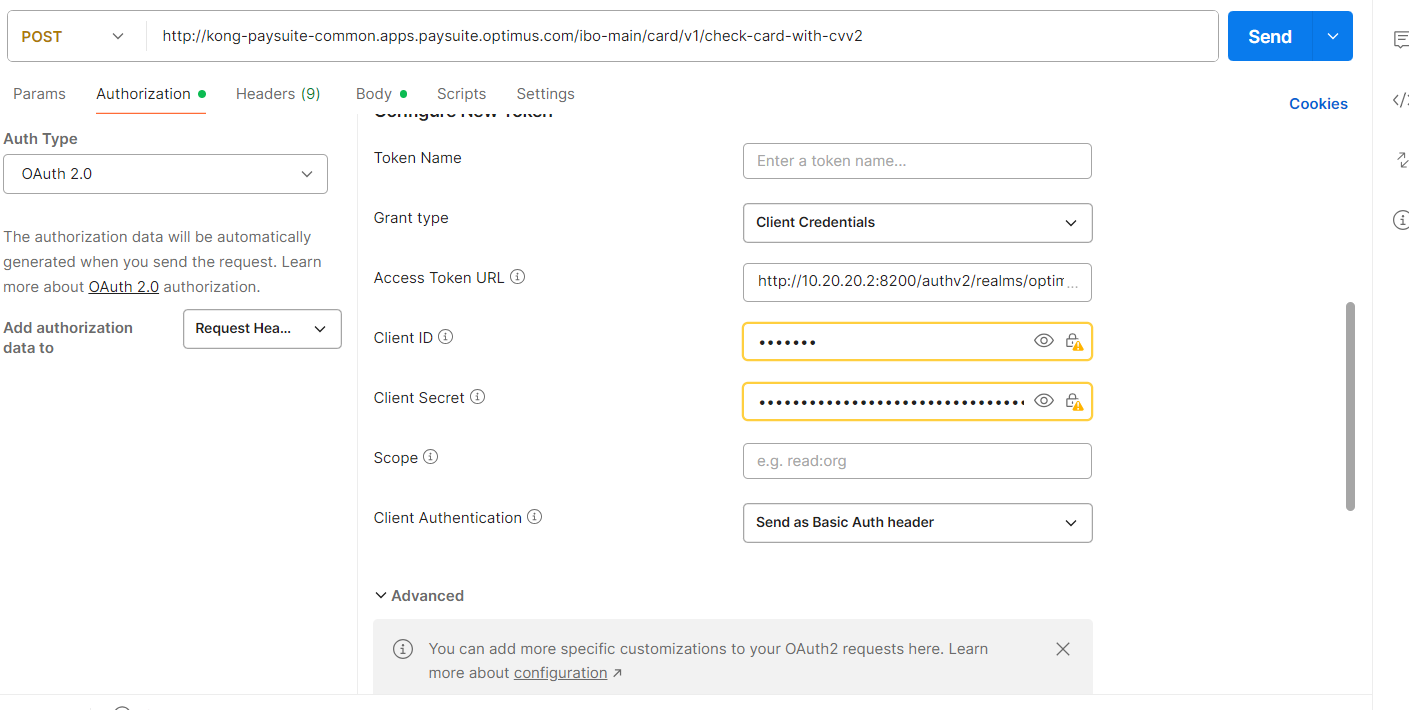 POST
http://kong-paysuite-common.apps.paysuite.optimus.com/ibo-main/card/v1/check-card-with-cvv2
Send
Params
Authorization
Headers (9)
Body
Scripts
Settings
Cookies
Auth Type
OAuth 2.0
The authorization data will be automatically
generated when you send the request. Learn
more about OAuth 2.0 authorization.
Add authorization
data to
Request Hea...
Configure New Token
Token Name
Enter a token name...
Grant type
Client Credentials
Access Token URL
http://10.20.20.2:8200/authv2/realms/optim...
Client ID
•••••••
Client Secret
••••••••••••••••••••••••••••••••
Scope
e.g. read:org
Client Authentication
Send as Basic Auth header
Advanced
You can add more specific customizations to your OAuth2 requests here. Learn
more about configuration ↗